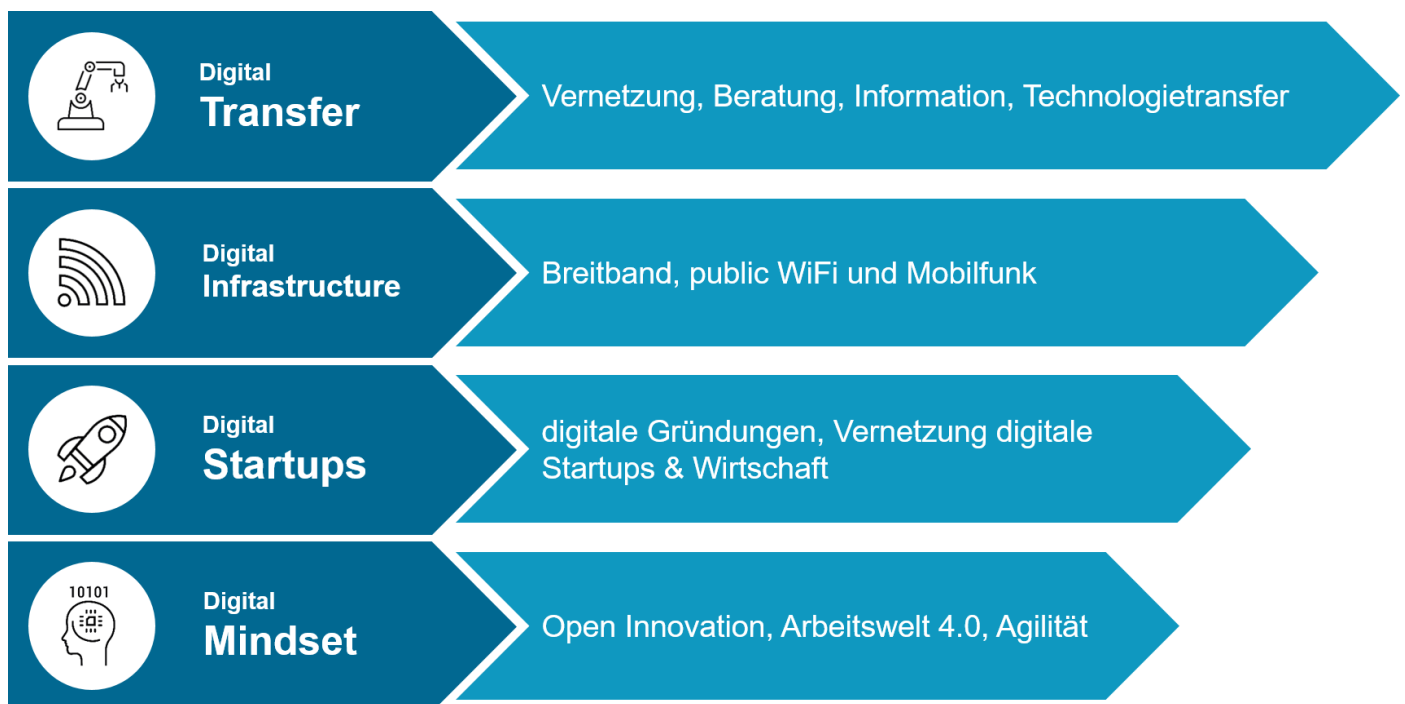 Digital
Transfer
Vernetzung, Beratung, Information, Technologietransfer
Digital
Infrastructure
Breitband, public WiFi und Mobilfunk
Digital
Startups
digitale Gründungen, Vernetzung digitale
Startups & Wirtschaft
10101
Digital
Mindset
Open Innovation, Arbeitswelt 4.0, Agilität